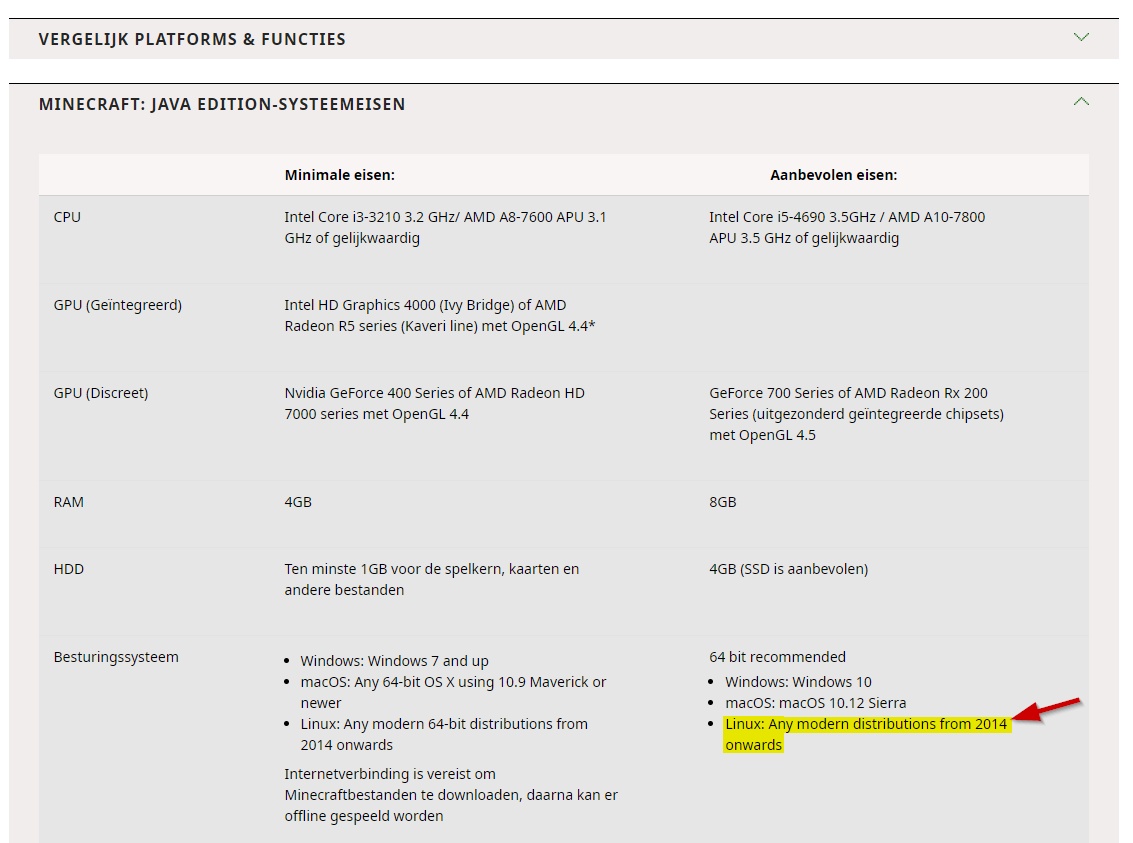 VERGELIJK PLATFORMS & FUNCTIES
MINECRAFT: JAVA EDITION-SYSTEEMEISEN
Minimale eisen:
Aanbevolen eisen:
CPU
Intel Core i3-3210 3.2 GHz/ AMD A8-7600 APU 3.1
GHz of gelijkwaardig
Intel Core i5-4690 3.5GHz / AMD A10-7800
APU 3.5 GHz of gelijkwaardig
GPU (Geïntegreerd)
Intel HD Graphics 4000 (Ivy Bridge) of AMD
Radeon R5 series (Kaveri line) met OpenGL 4.4*
GPU (Discreet)
Nvidia GeForce 400 Series of AMD Radeon HD
7000 series met OpenGL 4.4
GeForce 700 Series of AMD Radeon Rx 200
Series (uitgezonderd geïntegreerde chipsets)
met OpenGL 4.5
RAM
4GB
8GB
HDD
Ten minste 1GB voor de spelkern, kaarten en
andere bestanden
4GB (SSD is aanbevolen)
Besturingssysteem
• Windows: Windows 7 and up
• macOS: Any 64-bit OS X using 10.9 Maverick or
newer
• Linux: Any modern 64-bit distributions from
2014 onwards
Internetverbinding is vereist om
Minecraftbestanden te downloaden, daarna kan er
offline gespeeld worden
64 bit recommended
• Windows: Windows 10
• macOS: macOS 10.12 Sierra
• Linux: Any modern distributions from 2014
onwards